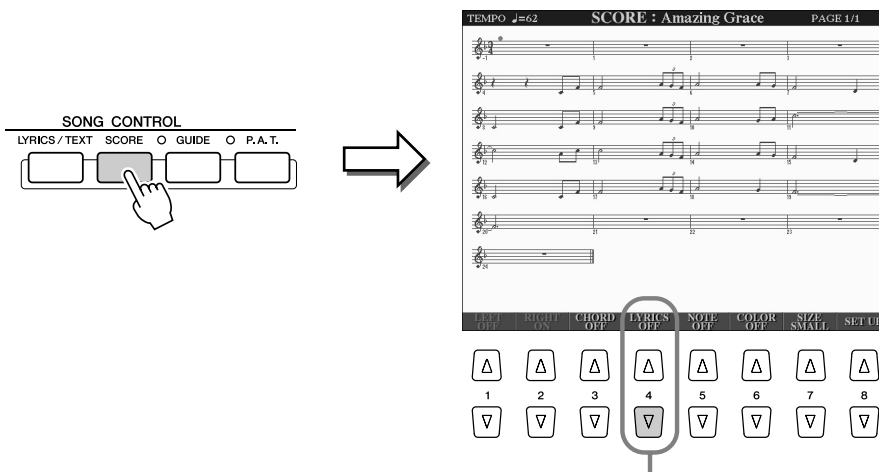 SONG CONTROL
LYRICS / TEXT SCORE GUIDE P.A.T.
TEMPO ♩=62 SCORE : Amazing Grace PAGE 1/1
LEFT OFF
RIGHT ON
CHORD OFF
LYRICS OFF
NOTE OFF
COLOR OFF
SIZE SMALL
SET U
1 2 3 4 5 6 7 8